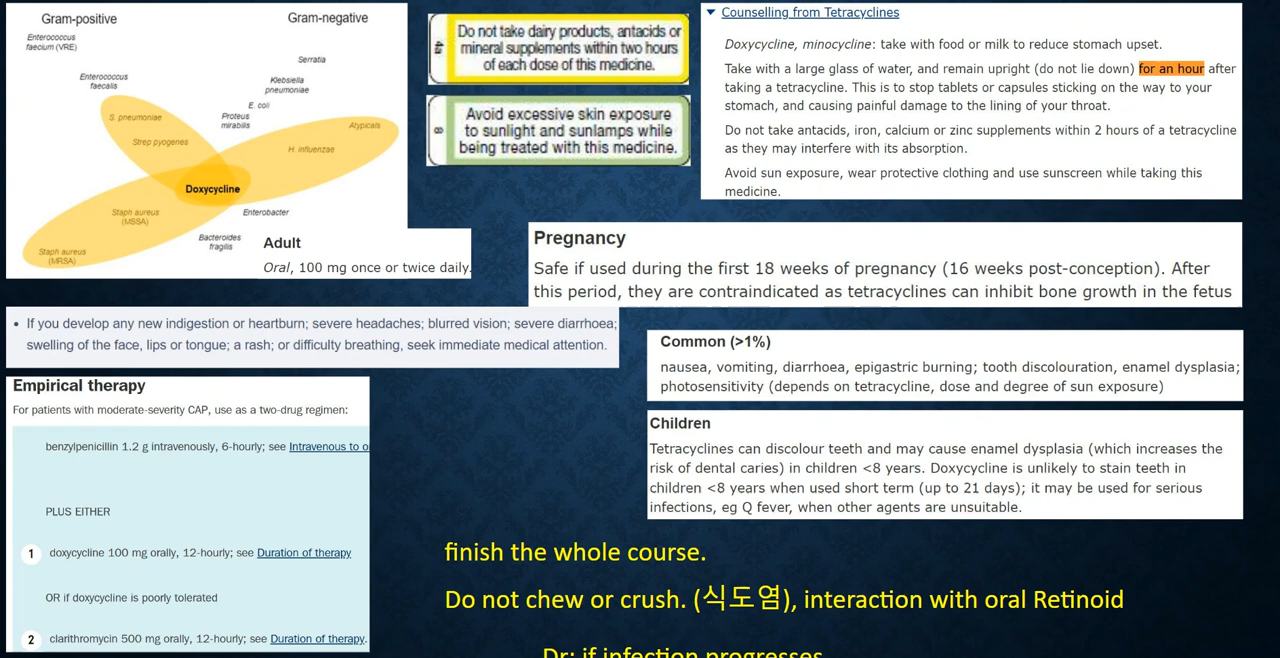 Gram-positive
Gram-negative
Enterococcus
faecium (VRE)
Serratia
Enterococcus
faecalis
Klebsiella
pneumoniae
E. coli
S. pneumoniae
Proteus
mirabilis
Atypicals
Strep pyogenes
H. influenzae
Doxycycline
Staph aureus
(MSSA)
Enterobacter
Bacteroides
fragilis
Staph aureus
(MRSA)
Adult
Oral, 100 mg once or twice daily.
Do not take dairy products, antacids or
mineral supplements within two hours
of each dose of this medicine.
8
Avoid excessive skin exposure
to sunlight and sunlamps while
being treated with this medicine.
Counselling from Tetracyclines
Doxycycline, minocycline: take with food or milk to reduce stomach upset.
Take with a large glass of water, and remain upright (do not lie down) for an hour after
taking a tetracycline. This is to stop tablets or capsules sticking on the way to your
stomach, and causing painful damage to the lining of your throat.
Do not take antacids, iron, calcium or zinc supplements within 2 hours of a tetracycline
as they may interfere with its absorption.
Avoid sun exposure, wear protective clothing and use sunscreen while taking this
medicine.
Pregnancy
Safe if used during the first 18 weeks of pregnancy (16 weeks post-conception). After
this period, they are contraindicated as tetracyclines can inhibit bone growth in the fetus
• If you develop any new indigestion or heartburn; severe headaches; blurred vision; severe diarrhoea;
swelling of the face, lips or tongue; a rash; or difficulty breathing, seek immediate medical attention.
Common (>1%)
nausea, vomiting, diarrhoea, epigastric burning; tooth discolouration, enamel dysplasia;
photosensitivity (depends on tetracycline, dose and degree of sun exposure)
Empirical therapy
For patients with moderate-severity CAP, use as a two-drug regimen:
benzylpenicillin 1.2 g intravenously, 6-hourly; see Intravenous to o
PLUS EITHER
1 doxycycline 100 mg orally, 12-hourly; see Duration of therapy
OR if doxycycline is poorly tolerated
2 clarithromycin 500 mg orally, 12-hourly; see Duration of therapy.
Children
Tetracyclines can discolour teeth and may cause enamel dysplasia (which increases the
risk of dental caries) in children <8 years. Doxycycline is unlikely to stain teeth in
children <8 years when used short term (up to 21 days); it may be used for serious
infections, eg Q fever, when other agents are unsuitable.
finish the whole course.
Do not chew or crush. (식도염), interaction with oral Retinoid
Dr: if infection progresses